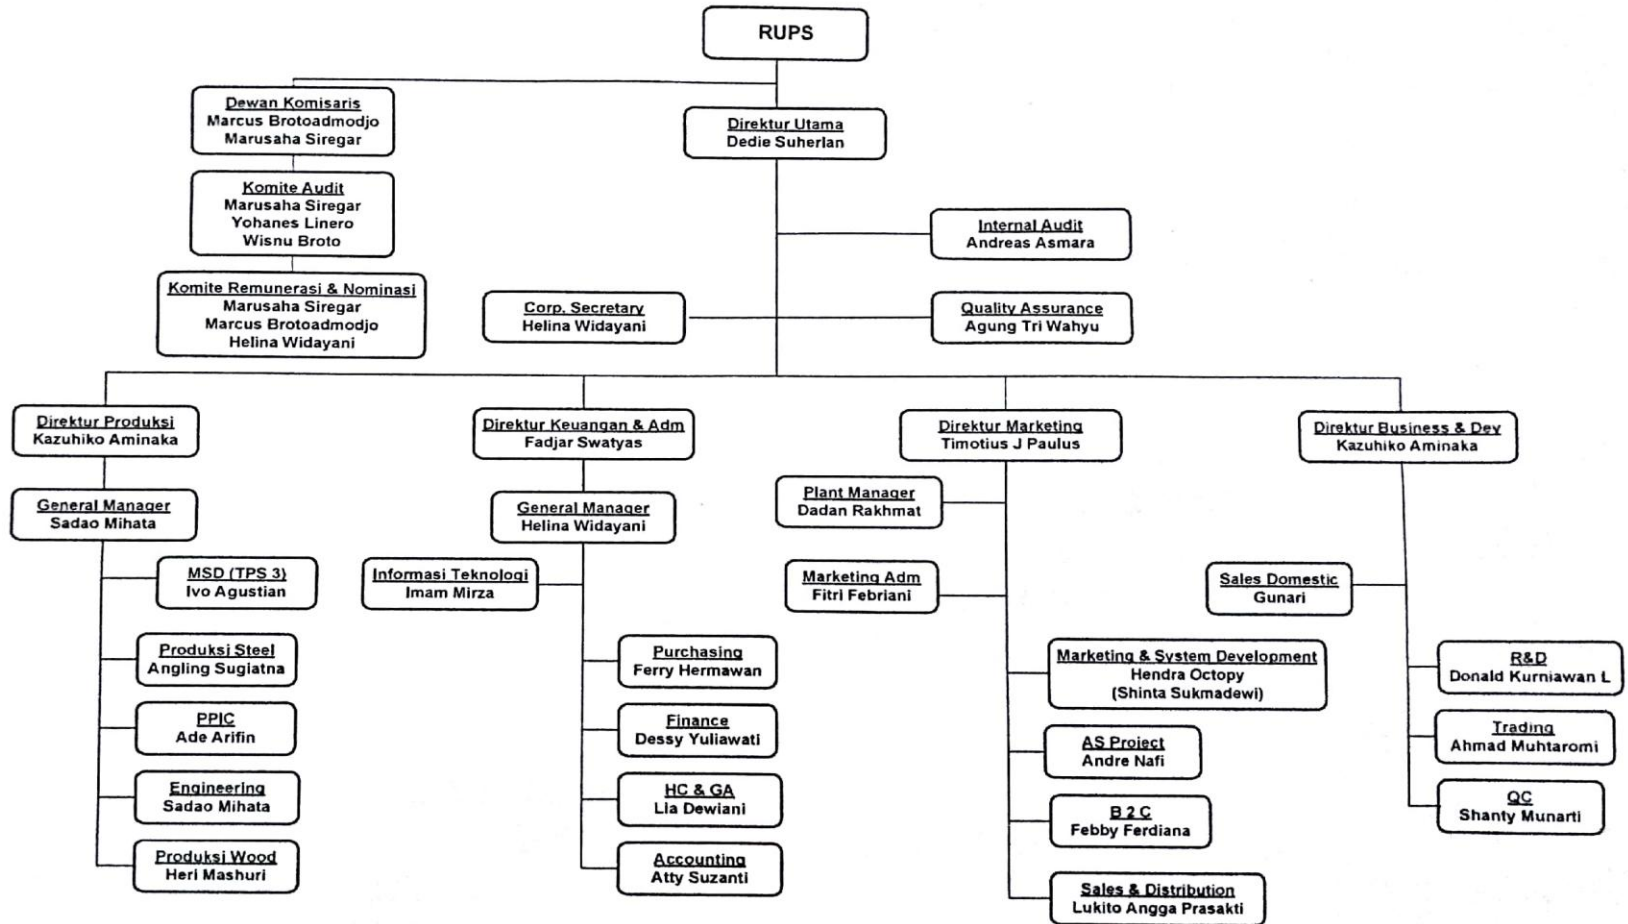 RUPS
Dewan Komisaris
Marcus Brotoadmodjo
Marusaha Siregar
Direktur Utama
Dedie Suherlan
Komite Audit
Marusaha Siregar
Yohanes Linero
Wisnu Broto
Internal Audit
Andreas Asmara
Komite Remunerasi & Nominasi
Marusaha Siregar
Marcus Brotoadmodjo
Helina Widayani
Corp. Secretary
Helina Widayani
Quality Assurance
Agung Tri Wahyu
Direktur Produksi
Kazuhiko Aminaka
General Manager
Sadao Mihata
MSD (TPS 3)
Ivo Agustian
Produksi Steel
Angling Sugiatna
PPIC
Ade Arifin
Engineering
Sadao Mihata
Produksi Wood
Heri Mashuri
Direktur Keuangan & Adm
Fadjar Swatyas
General Manager
Helina Widayani
Informasi Teknologi
Imam Mirza
Purchasing
Ferry Hermawan
Finance
Dessy Yuliawati
HC & GA
Lia Dewiani
Accounting
Atty Suzanti
Direktur Marketing
Timotius J Paulus
Plant Manager
Dadan Rakhmat
Marketing Adm
Fitri Febriani
Marketing & System Development
Hendra Octopy
(Shinta Sukmadewi)
AS Project
Andre Nafi
B 2 C
Febby Ferdiana
Sales & Distribution
Lukito Angga Prasakti
Direktur Business & Dev
Kazuhiko Aminaka
Sales Domestic
Gunari
R&D
Donald Kurniawan L
Trading
Ahmad Muhtaromi
QC
Shanty Munarti